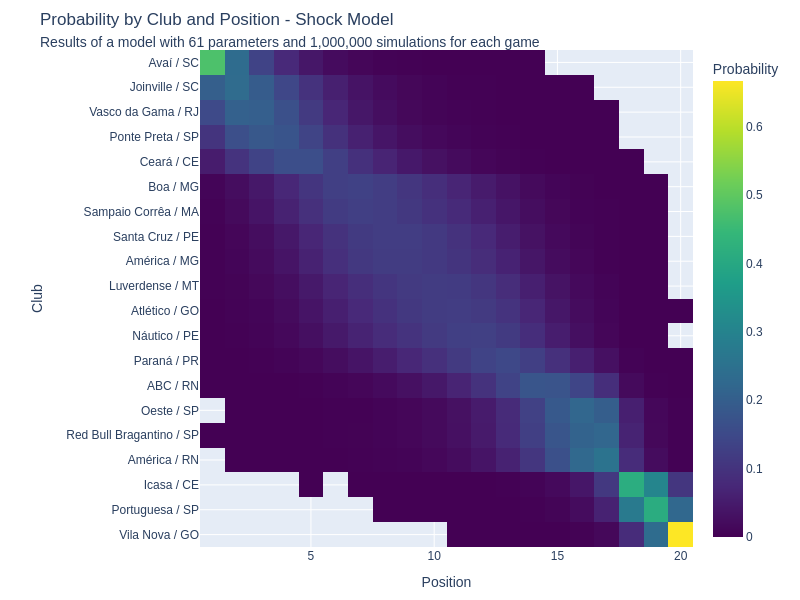 Probability by Club and Position - Shock Model
Results of a model with 61 parameters and 1,000,000 simulations for each game
Probability
Club
Avaí / SC
Joinville / SC
Vasco da Gama / RJ
Ponte Preta / SP
Ceará / CE
Boa / MG
Sampaio Corrêa / MA
Santa Cruz / PE
América / MG
Luverdense / MT
Atlético / GO
Náutico / PE
Paraná / PR
ABC / RN
Oeste / SP
Red Bull Bragantino / SP
América / RN
Icasa / CE
Portuguesa / SP
Vila Nova / GO
0.6
0.5
0.4
0.3
0.2
0.1
0
5
10
15
20
Position